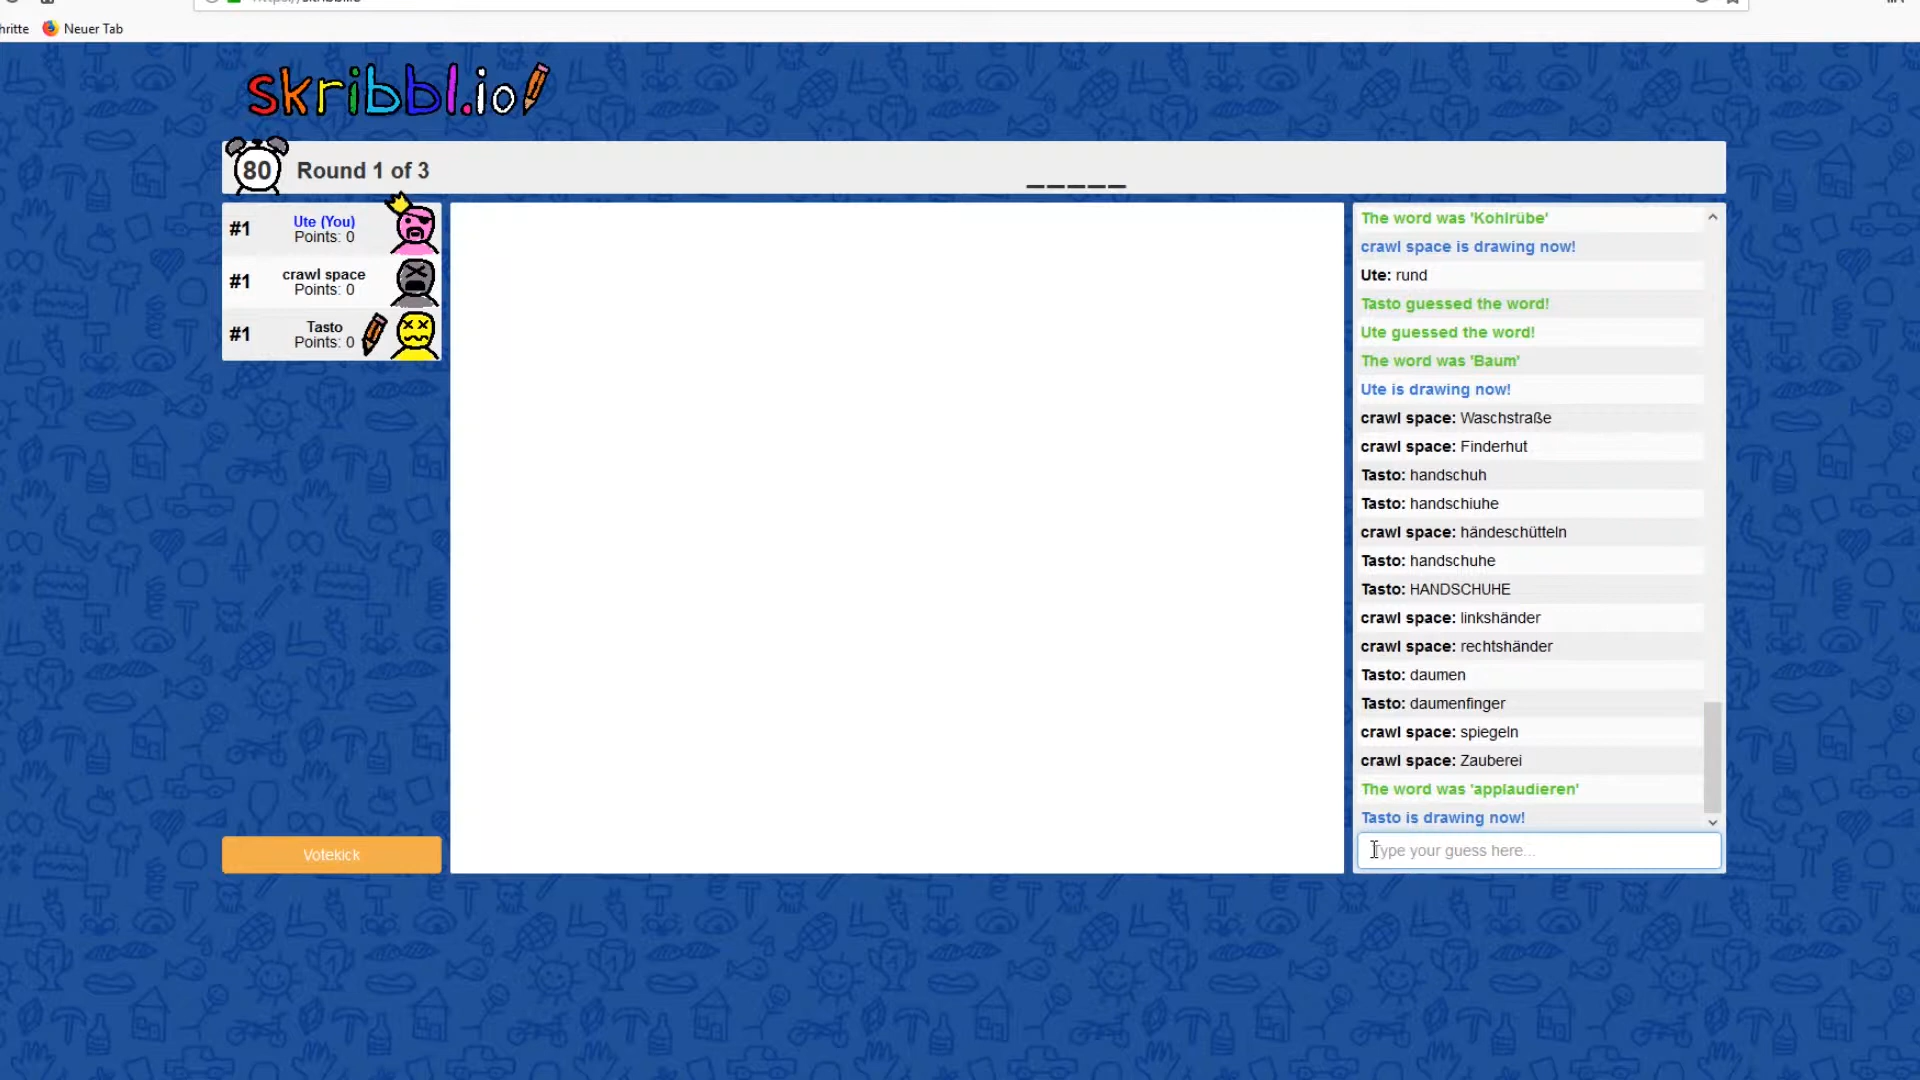 Neuer Tab
skribbl.io
80
Round 1 of 3
_____
#1
Ute (You)
Points: 0
#1
crawl space
Points: 0
#1
Tasto
Points: 0
Votekick
The word was 'Kohlrübe'
crawl space is drawing now!
Ute: rund
Tasto guessed the word!
Ute guessed the word!
The word was 'Baum'
Ute is drawing now!
crawl space: Waschstraße
crawl space: Finderhut
Tasto: handschuh
Tasto: handschiuhe
crawl space: händeschütteln
Tasto: handschuhe
Tasto: HANDSCHUHE
crawl space: linkshänder
crawl space: rechtshänder
Tasto: daumen
Tasto: daumenfinger
crawl space: spiegeln
crawl space: Zauberei
The word was 'applaudieren'
Tasto is drawing now!
Type your guess here...